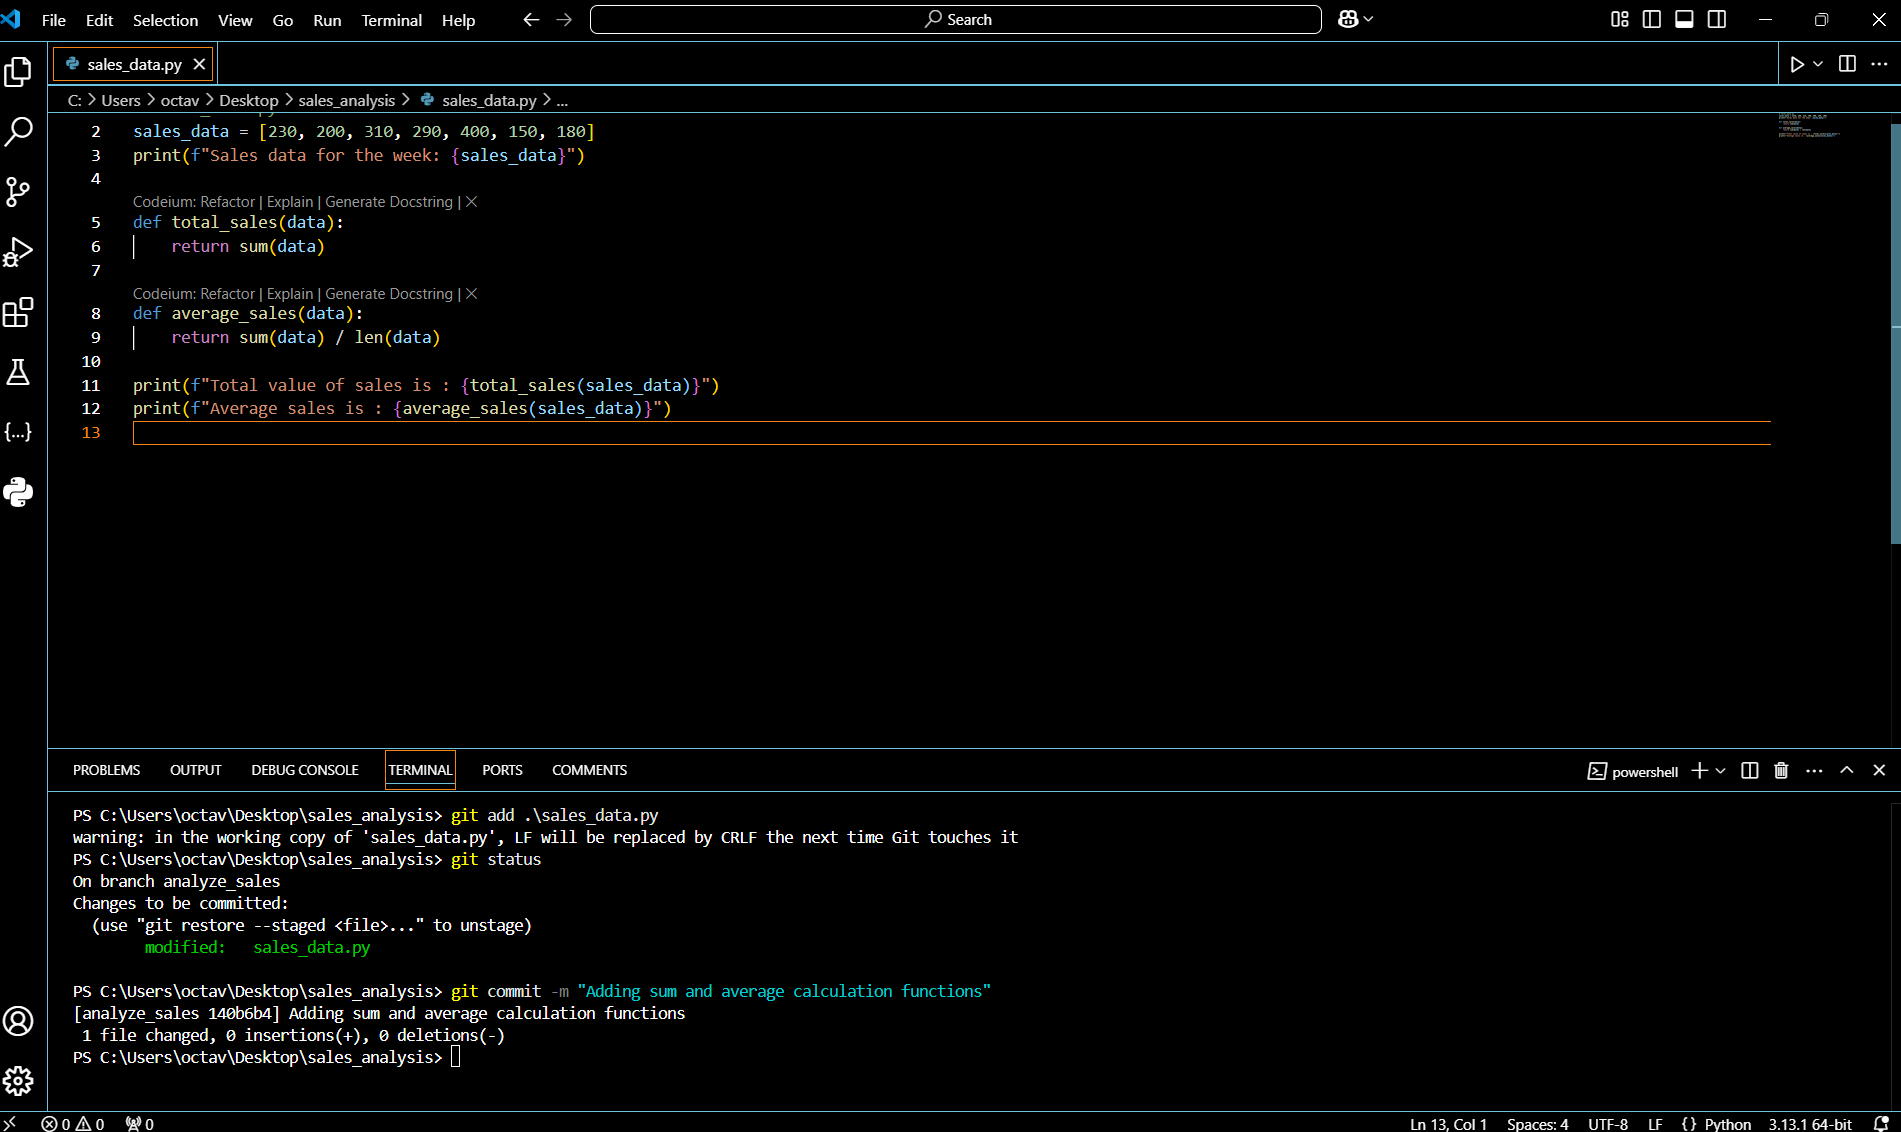 File Edit Selection View Go Run Terminal Help
Search
sales_data.py
C: > Users > octav > Desktop > sales_analysis > sales_data.py > ...
2 sales_data = [230, 200, 310, 290, 400, 150, 180]
3 print(f"Sales data for the week: {sales_data}")
4
Codeium: Refactor | Explain | Generate Docstring | ×
5 def total_sales(data):
6     return sum(data)
7
Codeium: Refactor | Explain | Generate Docstring | ×
8 def average_sales(data):
9     return sum(data) / len(data)
10
11 print(f"Total value of sales is : {total_sales(sales_data)}")
12 print(f"Average sales is : {average_sales(sales_data)}")
13
PROBLEMS OUTPUT DEBUG CONSOLE TERMINAL PORTS COMMENTS
powershell
PS C:\Users\octav\Desktop\sales_analysis> git add .\sales_data.py
warning: in the working copy of 'sales_data.py', LF will be replaced by CRLF the next time Git touches it
PS C:\Users\octav\Desktop\sales_analysis> git status
On branch analyze_sales
Changes to be committed:
  (use "git restore --staged <file>..." to unstage)
        modified:   sales_data.py
PS C:\Users\octav\Desktop\sales_analysis> git commit -m "Adding sum and average calculation functions"
[analyze_sales 140b6b4] Adding sum and average calculation functions
 1 file changed, 0 insertions(+), 0 deletions(-)
PS C:\Users\octav\Desktop\sales_analysis>
0 0 0
Ln 13, Col 1 Spaces: 4 UTF-8 LF {} Python 3.13.1 64-bit